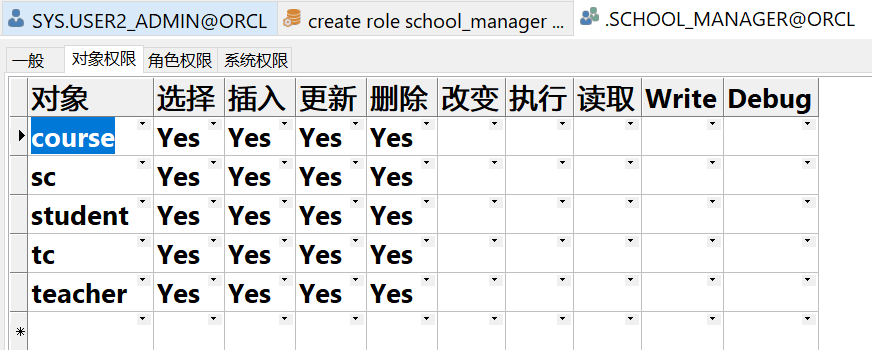 SYS.USER2_ADMIN@ORCL create role school_manager ... .SCHOOL_MANAGER@ORCL
一般 对象权限 角色权限 系统权限
对象 选择 插入 更新 删除 改变 执行 读取 Write Debug
course Yes Yes Yes Yes
sc Yes Yes Yes Yes
student Yes Yes Yes Yes
tc Yes Yes Yes Yes
teacher Yes Yes Yes Yes